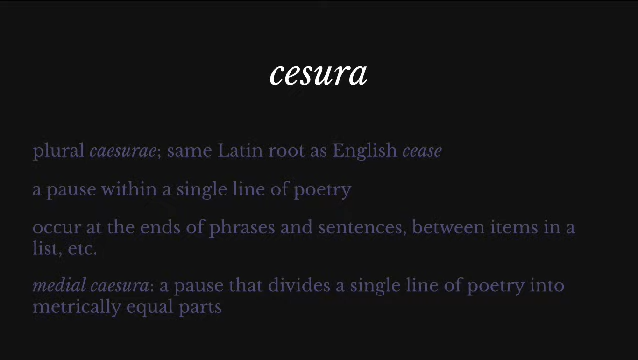 cesura
plural caesurae; same Latin root as English cease
a pause within a single line of poetry
occur at the ends of phrases and sentences, between items in a
list, etc.
medial caesura: a pause that divides a single line of poetry into
metrically equal parts